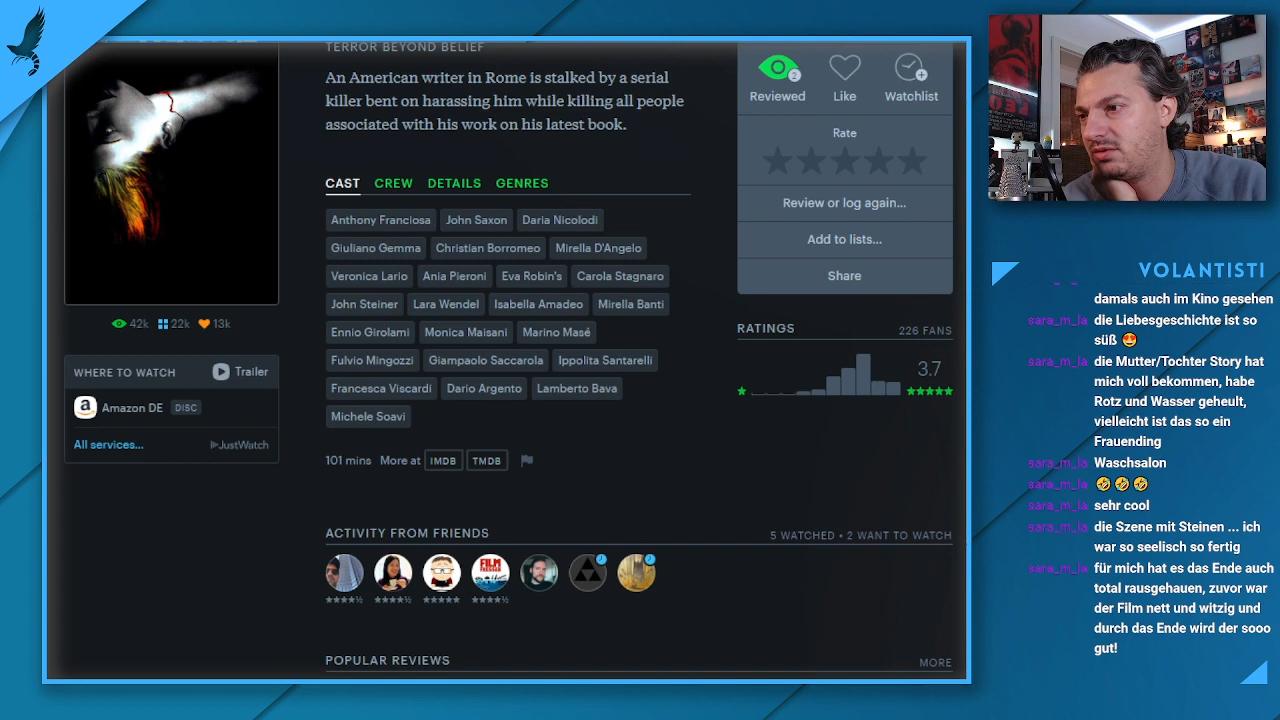 TERROR BEYOND BELIEF
An American writer in Rome is stalked by a serial
killer bent on harassing him while killing all people
associated with his work on his latest book.
CAST CREW DETAILS GENRES
Anthony Franciosa John Saxon Daria Nicolodi
Giuliano Gemma Christian Borromeo Mirella D'Angelo
Veronica Lario Ania Pieroni Eva Robin's Carola Stagnaro
John Steiner Lara Wendel Isabella Amadeo Mirella Banti
Ennio Girolami Monica Maisani Marino Masé
Fulvio Mingozzi Giampaolo Saccarola Ippolita Santarelli
Francesca Viscardi Dario Argento Lamberto Bava
Michele Soavi
101 mins More at IMDB TMDB
42k 22k 13k
WHERE TO WATCH Trailer
Amazon DE DISC
All services... JustWatch
2
Reviewed Like Watchlist
Rate
Review or log again...
Add to lists...
Share
RATINGS 226 FANS
3.7
ACTIVITY FROM FRIENDS 5 WATCHED • 2 WANT TO WATCH
FILM
★★★★½ ★★★★½ ★★★★★ ★★★★½
POPULAR REVIEWS MORE
VOLANTISTI
damals auch im Kino gesehen
sara_m_la die Liebesgeschichte ist so
süß 😍
sara_m_la die Mutter/Tochter Story hat
mich voll bekommen, habe
Rotz und Wasser geheult,
vielleicht ist das so ein
Frauending
sara_m_la Waschsalon
sara_m_la 🤣🤣🤣
sara_m_la sehr cool
sara_m_la die Szene mit Steinen ... ich
war so seelisch so fertig
sara_m_la für mich hat es das Ende auch
total rausgehauen, zuvor war
der Film nett und witzig und
durch das Ende wird der sooo
gut!